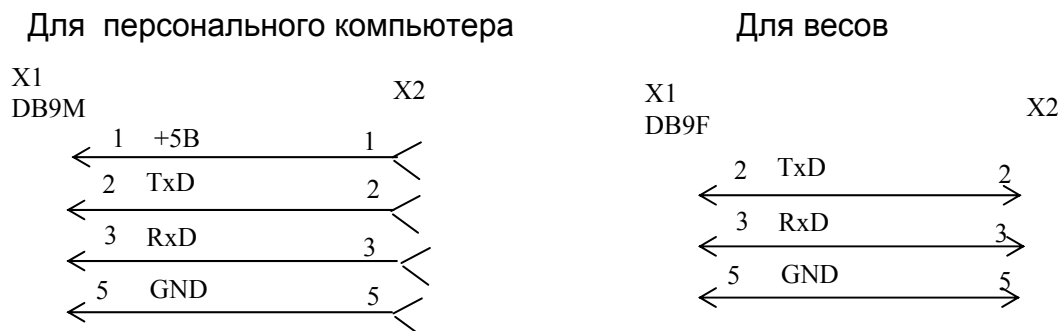 Для персонального компьютера
X1
DB9M
X2
1 +5В 1
2 TxD 2
3 RxD 3
5 GND 5
Для весов
X1
DB9F
X2
2 TxD 2
3 RxD 3
5 GND 5